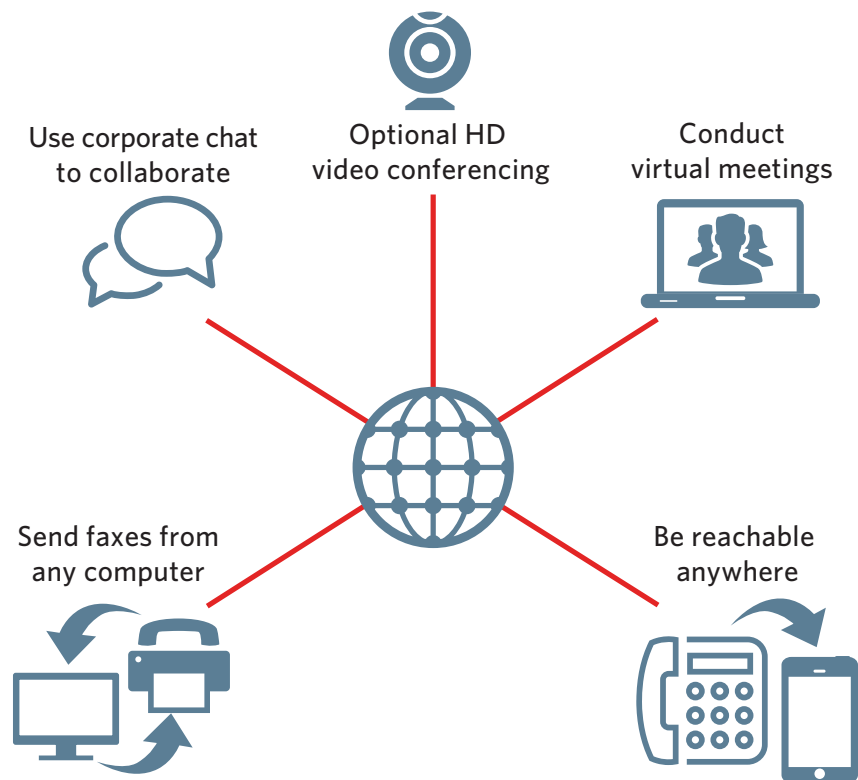 Use corporate chat
to collaborate
Optional HD
video conferencing
Conduct
virtual meetings
Send faxes from
any computer
Be reachable
anywhere